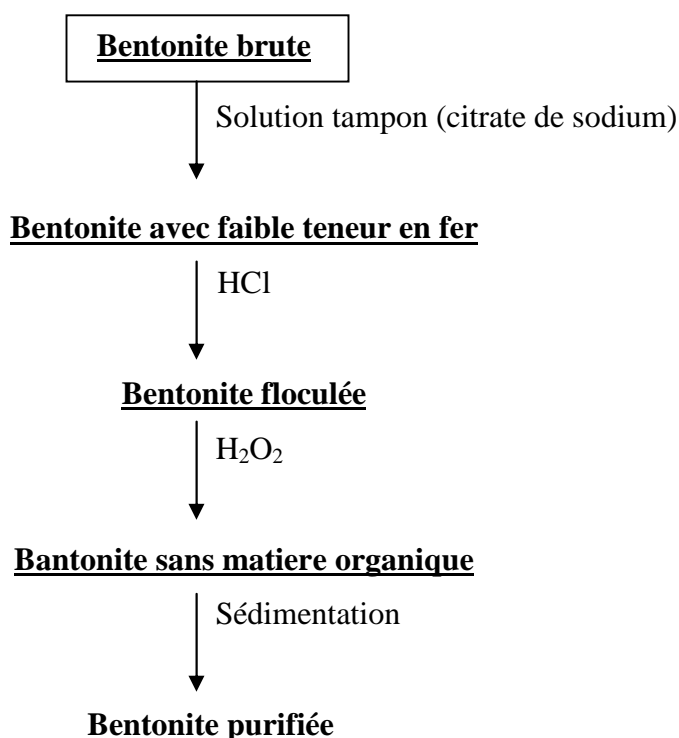 Bentonite brute
Solution tampon (citrate de sodium)
Bentonite avec faible teneur en fer
HCl
Bentonite floculée
H₂O₂
Bantonite sans matiere organique
Sédimentation
Bentonite purifiée